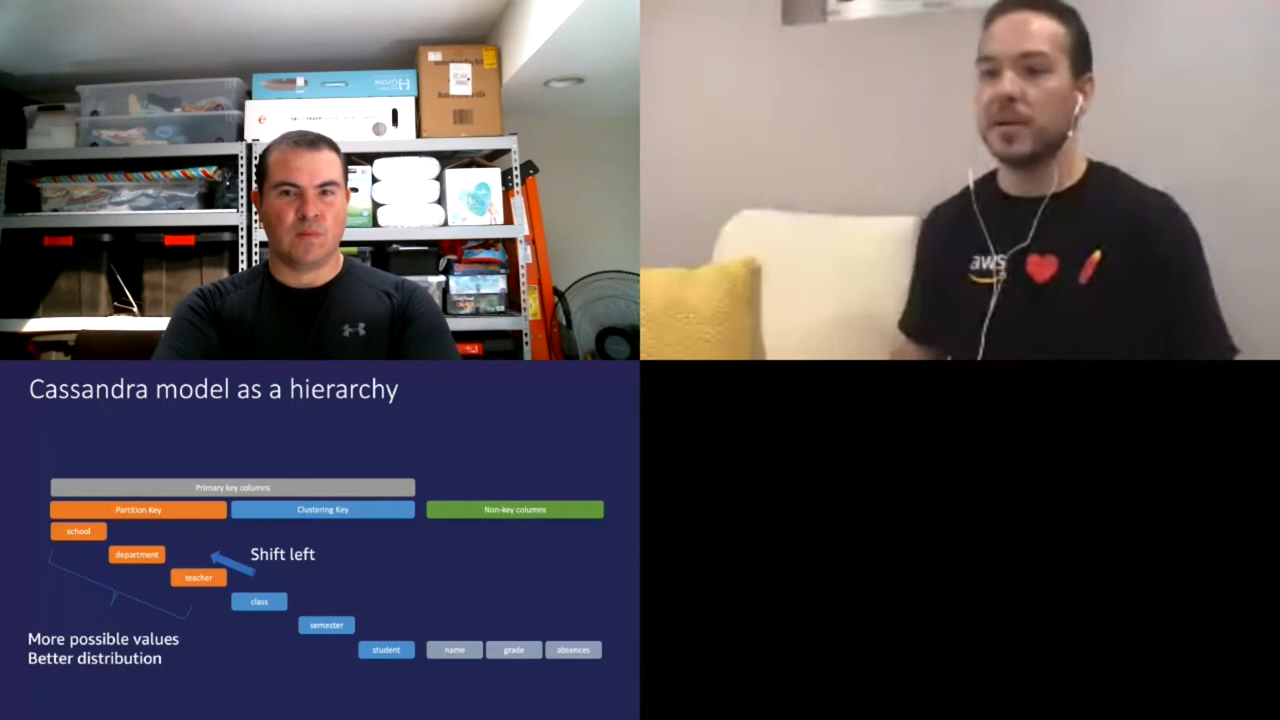 aws
Cassandra model as a hierarchy
Primary key columns
Partition Key
Clustering Key
Non-key columns
school
department
Shift left
teacher
class
More possible values
Better distribution
semester
student
name
grade
absences